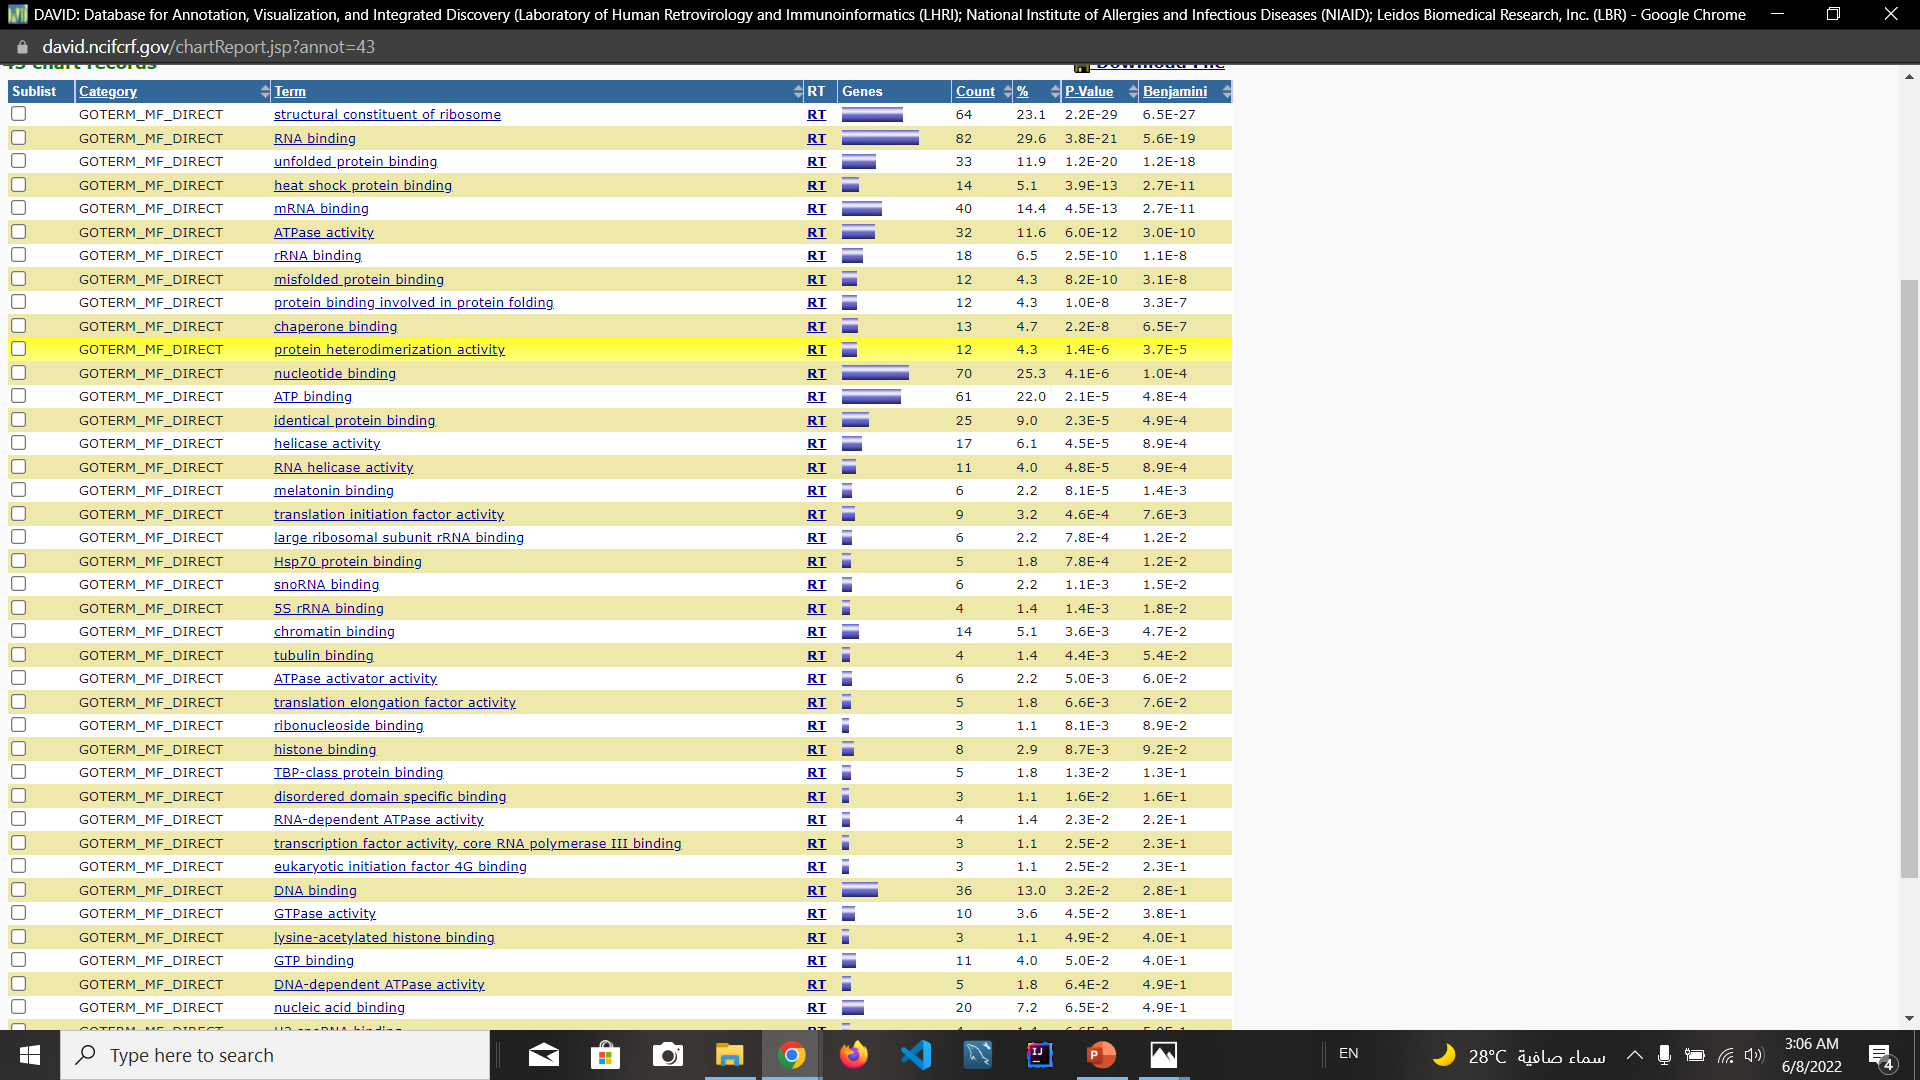 DAVID: Database for Annotation, Visualization, and Integrated Discovery (Laboratory of Human Retrovirology and Immunoinformatics (LHRI); National Institute of Allergies and Infectious Diseases (NIAID); Leidos Biomedical Research, Inc. (LBR) - Google Chrome
david.ncifcrf.gov/chartReport.jsp?annot=43
43 chart records Download File
Sublist Category Term RT Genes Count % P-Value Benjamini
GOTERM_MF_DIRECT structural constituent of ribosome RT 64 23.1 2.2E-29 6.5E-27
GOTERM_MF_DIRECT RNA binding RT 82 29.6 3.8E-21 5.6E-19
GOTERM_MF_DIRECT unfolded protein binding RT 33 11.9 1.2E-20 1.2E-18
GOTERM_MF_DIRECT heat shock protein binding RT 14 5.1 3.9E-13 2.7E-11
GOTERM_MF_DIRECT mRNA binding RT 40 14.4 4.5E-13 2.7E-11
GOTERM_MF_DIRECT ATPase activity RT 32 11.6 6.0E-12 3.0E-10
GOTERM_MF_DIRECT rRNA binding RT 18 6.5 2.5E-10 1.1E-8
GOTERM_MF_DIRECT misfolded protein binding RT 12 4.3 8.2E-10 3.1E-8
GOTERM_MF_DIRECT protein binding involved in protein folding RT 12 4.3 1.0E-8 3.3E-7
GOTERM_MF_DIRECT chaperone binding RT 13 4.7 2.2E-8 6.5E-7
GOTERM_MF_DIRECT protein heterodimerization activity RT 12 4.3 1.4E-6 3.7E-5
GOTERM_MF_DIRECT nucleotide binding RT 70 25.3 4.1E-6 1.0E-4
GOTERM_MF_DIRECT ATP binding RT 61 22.0 2.1E-5 4.8E-4
GOTERM_MF_DIRECT identical protein binding RT 25 9.0 2.3E-5 4.9E-4
GOTERM_MF_DIRECT helicase activity RT 17 6.1 4.5E-5 8.9E-4
GOTERM_MF_DIRECT RNA helicase activity RT 11 4.0 4.8E-5 8.9E-4
GOTERM_MF_DIRECT melatonin binding RT 6 2.2 8.1E-5 1.4E-3
GOTERM_MF_DIRECT translation initiation factor activity RT 9 3.2 4.6E-4 7.6E-3
GOTERM_MF_DIRECT large ribosomal subunit rRNA binding RT 6 2.2 7.8E-4 1.2E-2
GOTERM_MF_DIRECT Hsp70 protein binding RT 5 1.8 7.8E-4 1.2E-2
GOTERM_MF_DIRECT snoRNA binding RT 6 2.2 1.1E-3 1.5E-2
GOTERM_MF_DIRECT 5S rRNA binding RT 4 1.4 1.4E-3 1.8E-2
GOTERM_MF_DIRECT chromatin binding RT 14 5.1 3.6E-3 4.7E-2
GOTERM_MF_DIRECT tubulin binding RT 4 1.4 4.4E-3 5.4E-2
GOTERM_MF_DIRECT ATPase activator activity RT 6 2.2 5.0E-3 6.0E-2
GOTERM_MF_DIRECT translation elongation factor activity RT 5 1.8 6.6E-3 7.6E-2
GOTERM_MF_DIRECT ribonucleoside binding RT 3 1.1 8.1E-3 8.9E-2
GOTERM_MF_DIRECT histone binding RT 8 2.9 8.7E-3 9.2E-2
GOTERM_MF_DIRECT TBP-class protein binding RT 5 1.8 1.3E-2 1.3E-1
GOTERM_MF_DIRECT disordered domain specific binding RT 3 1.1 1.6E-2 1.6E-1
GOTERM_MF_DIRECT RNA-dependent ATPase activity RT 4 1.4 2.3E-2 2.2E-1
GOTERM_MF_DIRECT transcription factor activity, core RNA polymerase III binding RT 3 1.1 2.5E-2 2.3E-1
GOTERM_MF_DIRECT eukaryotic initiation factor 4G binding RT 3 1.1 2.5E-2 2.3E-1
GOTERM_MF_DIRECT DNA binding RT 36 13.0 3.2E-2 2.8E-1
GOTERM_MF_DIRECT GTPase activity RT 10 3.6 4.5E-2 3.8E-1
GOTERM_MF_DIRECT lysine-acetylated histone binding RT 3 1.1 4.9E-2 4.0E-1
GOTERM_MF_DIRECT GTP binding RT 11 4.0 5.0E-2 4.0E-1
GOTERM_MF_DIRECT DNA-dependent ATPase activity RT 5 1.8 6.4E-2 4.9E-1
GOTERM_MF_DIRECT nucleic acid binding RT 20 7.2 6.5E-2 4.9E-1
Type here to search
EN
28°C سماء صافية
3:06 AM
6/8/2022
4